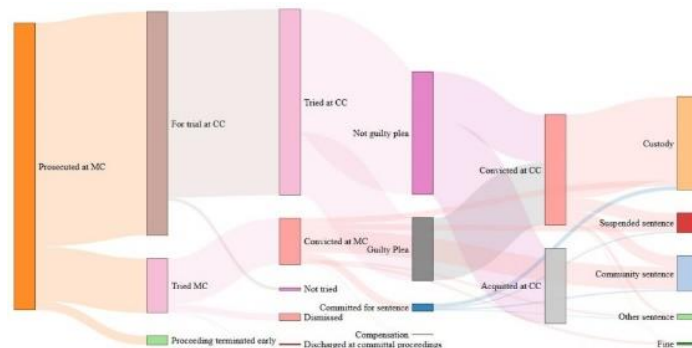 Prosecuted at MC
For trial at CC
Tried MC
Proceeding terminated early
Tried at CC
Convicted at MC
Not tried
Dismissed
Discharged at committal proceedings
Not guilty plea
Guilty Plea
Committed for sentence
Compensation
Convicted at CC
Acquitted at CC
Custody
Suspended sentence
Community sentence
Other sentence
Fine